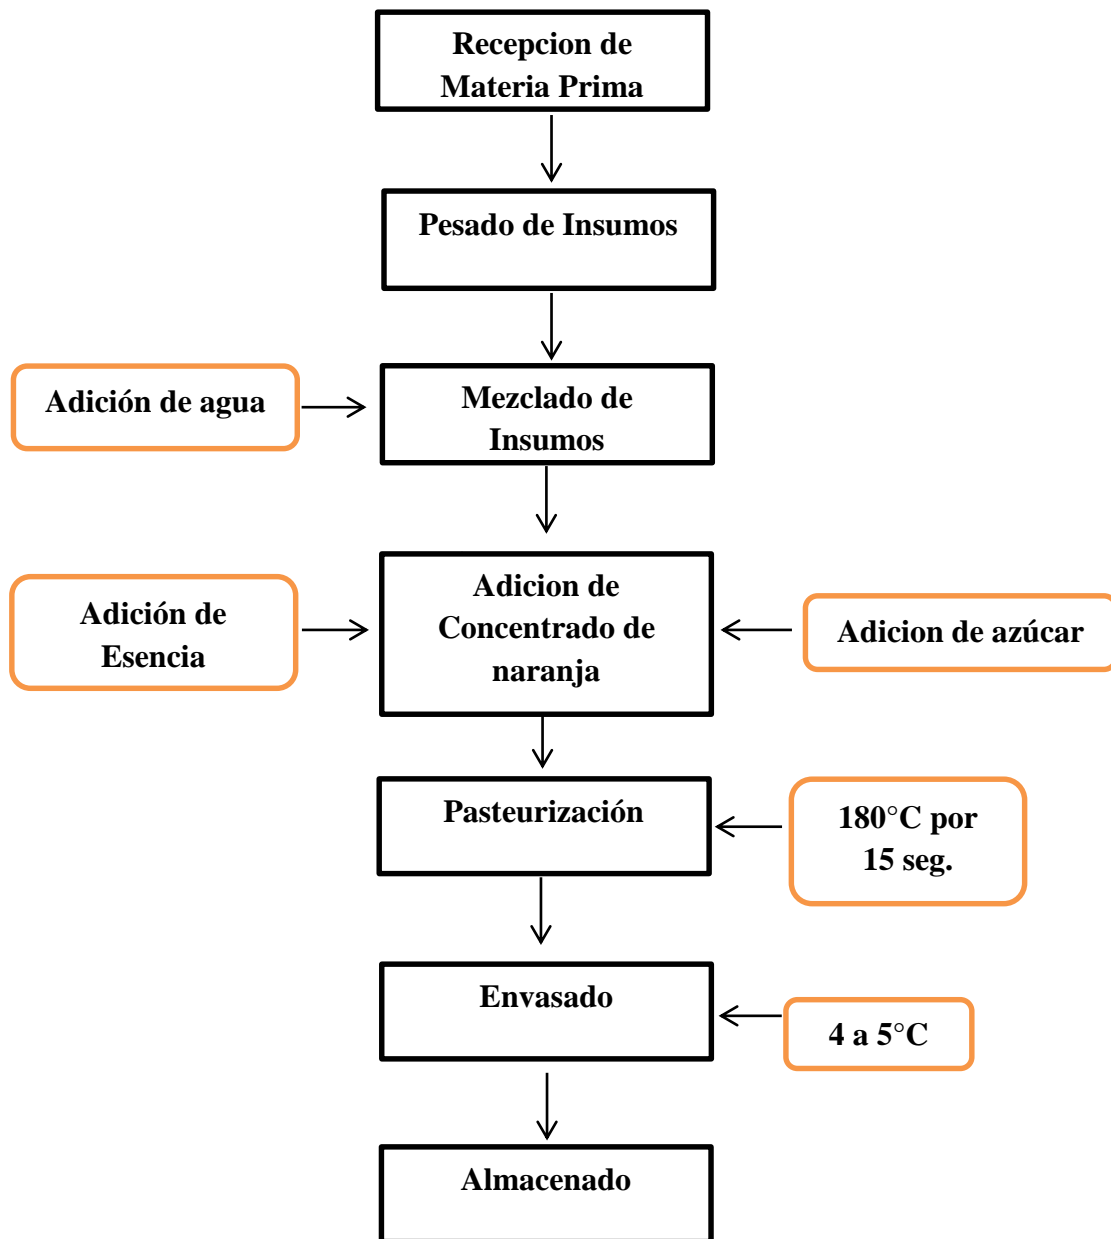 Recepcion de
Materia Prima
Pesado de Insumos
Adición de agua
Mezclado de
Insumos
Adición de
Esencia
Adicion de
Concentrado de
naranja
Adicion de azúcar
Pasteurización
180°C por
15 seg.
Envasado
4 a 5°C
Almacenado